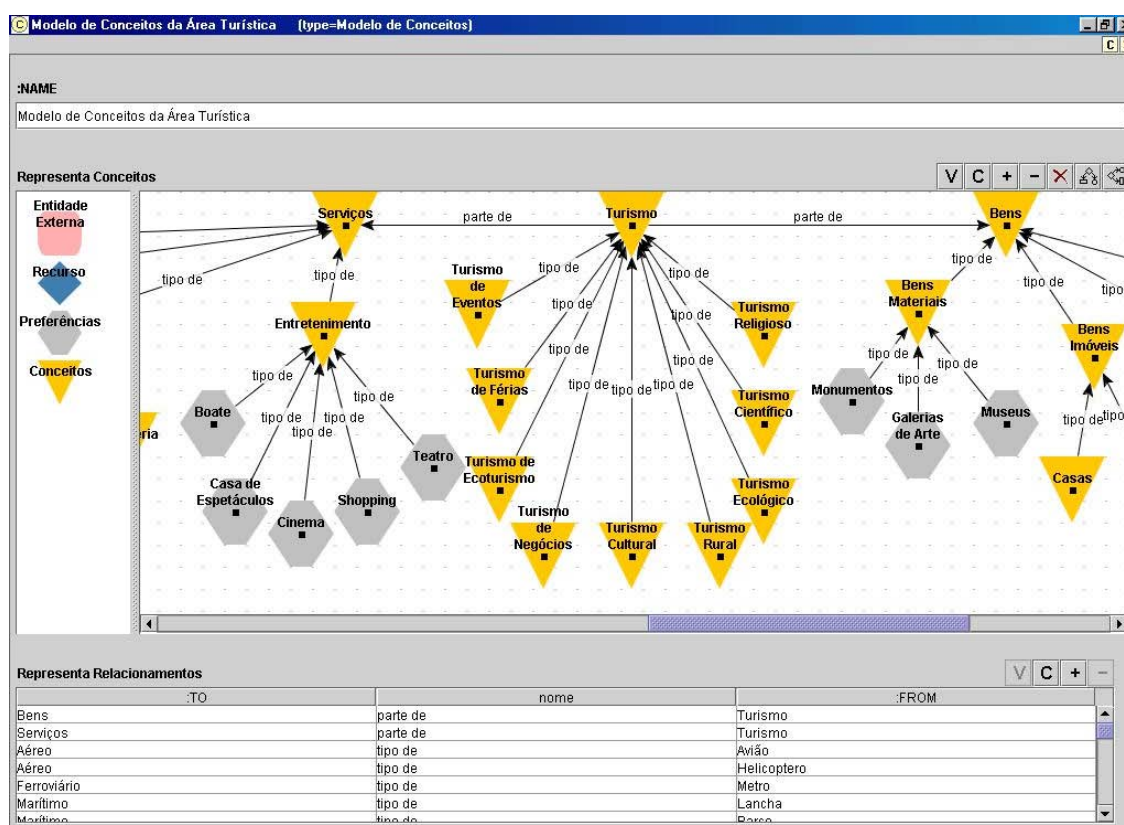 C Modelo de Conceitos da Área Turística (type=Modelo de Conceitos)
C
:NAME
Modelo de Conceitos da Área Turística
Representa Conceitos
V C + −
Entidade
Externa
Recurso
Preferências
Conceitos
Serviços
parte de
Turismo
parte de
Bens
tipo de
tipo de
Entretenimento
tipo de
Boate
tipo de
tipo de
tipo de
tipo de
Teatro
Casa de
Espetáculos
Cinema
Shopping
ria
Turismo
de
Eventos
tipo de
tipo de
tipo de
tipo de
tipo de
tipo de
tipo de
tipo de
tipo de
Turismo
de Férias
Turismo de
Ecoturismo
Turismo
de
Negócios
Turismo
Cultural
Turismo
Rural
Turismo
Religioso
Turismo
Científico
Turismo
Ecológico
tipo de
tipo de
tipo
Bens
Materiais
Bens
Imóveis
tipo de
tipo de
tipo de
Monumentos
Galerias
de Arte
Museus
tipo de
tipo
Casas
Representa Relacionamentos
V C + −
:TO nome :FROM
Bens parte de Turismo
Serviços parte de Turismo
Aéreo tipo de Avião
Aéreo tipo de Helicoptero
Ferroviário tipo de Metro
Marítimo tipo de Lancha
Marítimo tipo de Barco